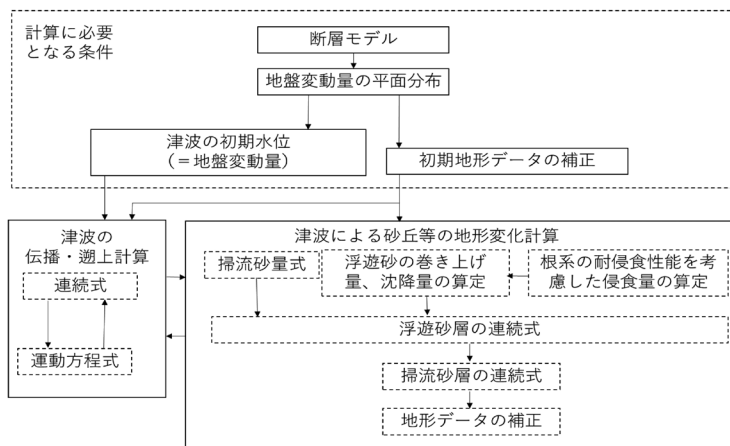 計算に必要
となる条件
断層モデル
地盤変動量の平面分布
津波の初期水位
（＝地盤変動量）
初期地形データの補正
津波の
伝播・遡上計算
連続式
運動方程式
津波による砂丘等の地形変化計算
掃流砂量式
浮遊砂の巻き上げ
量、沈降量の算定
根系の耐侵食性能を考
慮した侵食量の算定
浮遊砂層の連続式
掃流砂層の連続式
地形データの補正